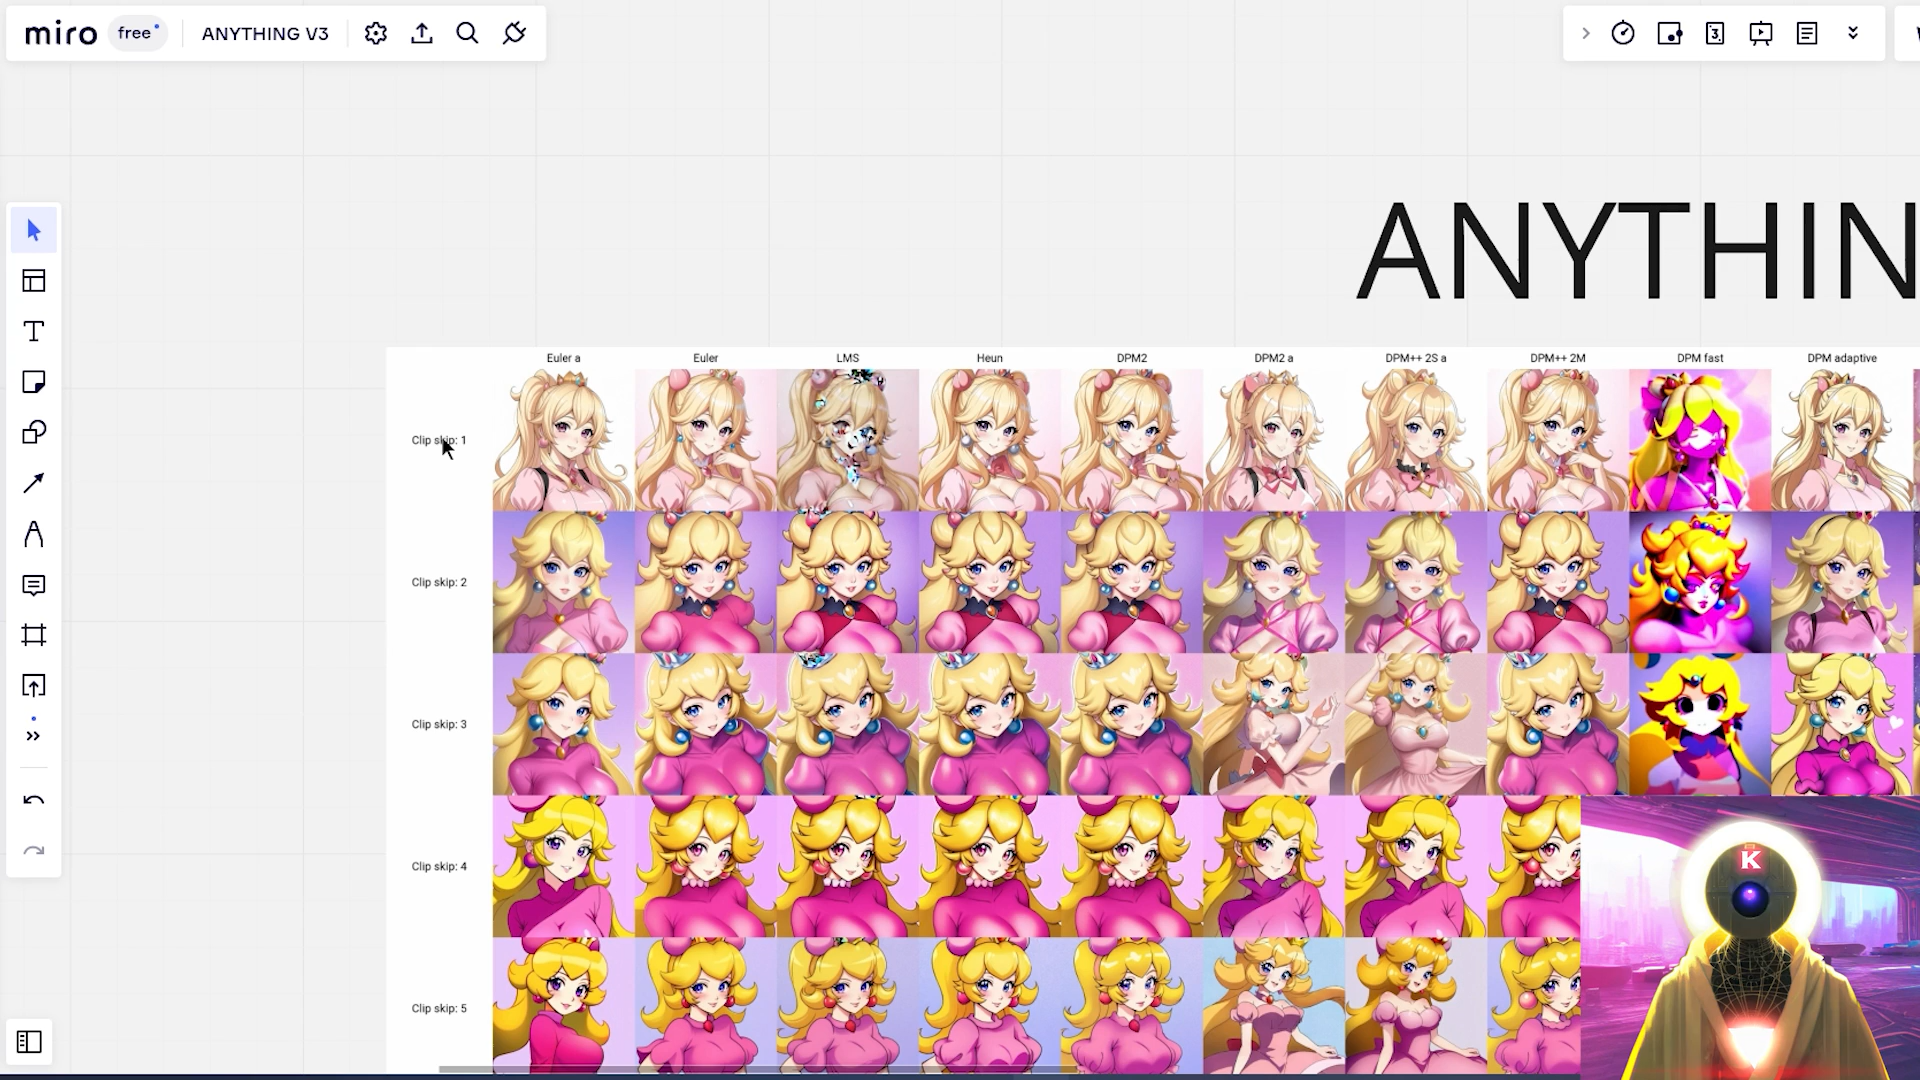 miro free ANYTHING V3
3
ANYTHIN
Euler a Euler LMS Heun DPM2 DPM2 a DPM++ 2S a DPM++ 2M DPM fast DPM adaptive
Clip skip: 1
Clip skip: 2
Clip skip: 3
Clip skip: 4
Clip skip: 5
K